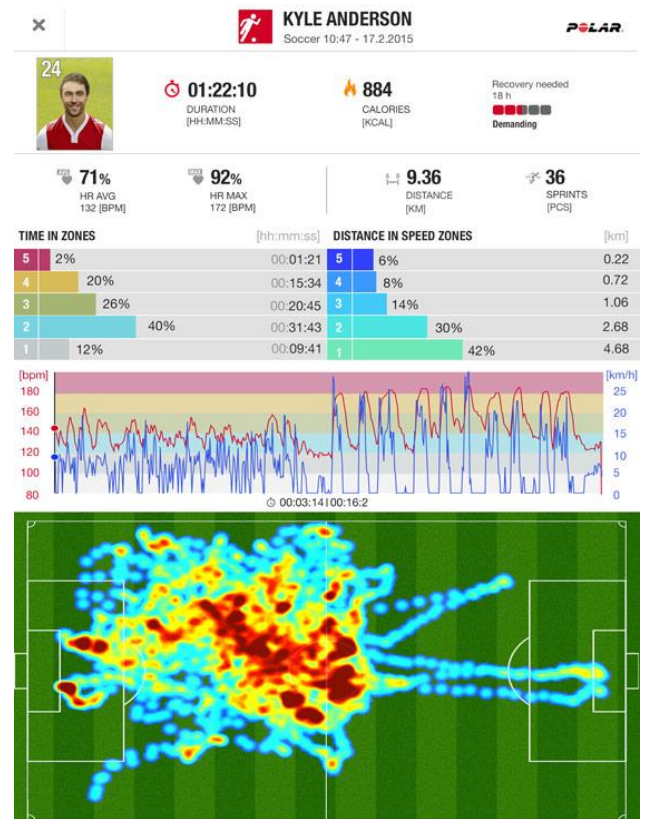 ×
KYLE ANDERSON
Soccer 10:47 - 17.2.2015
POLAR.
24
01:22:10
DURATION
[HH:MM:SS]
884
CALORIES
[KCAL]
Recovery needed
18 h
Demanding
AVG
71%
HR AVG
132 [BPM]
MAX
92%
HR MAX
172 [BPM]
A B
9.36
DISTANCE
[KM]
36
SPRINTS
[PCS]
TIME IN ZONES [hh:mm:ss]
5 2% 00:01:21
4 20% 00:15:34
3 26% 00:20:45
2 40% 00:31:43
1 12% 00:09:41
DISTANCE IN SPEED ZONES [km]
5 6% 0.22
4 8% 0.72
3 14% 1.06
2 30% 2.68
1 42% 4.68
[bpm]
180
160
140
120
100
80
[km/h]
25
20
15
10
5
0
00:03:14 | 00:16:2